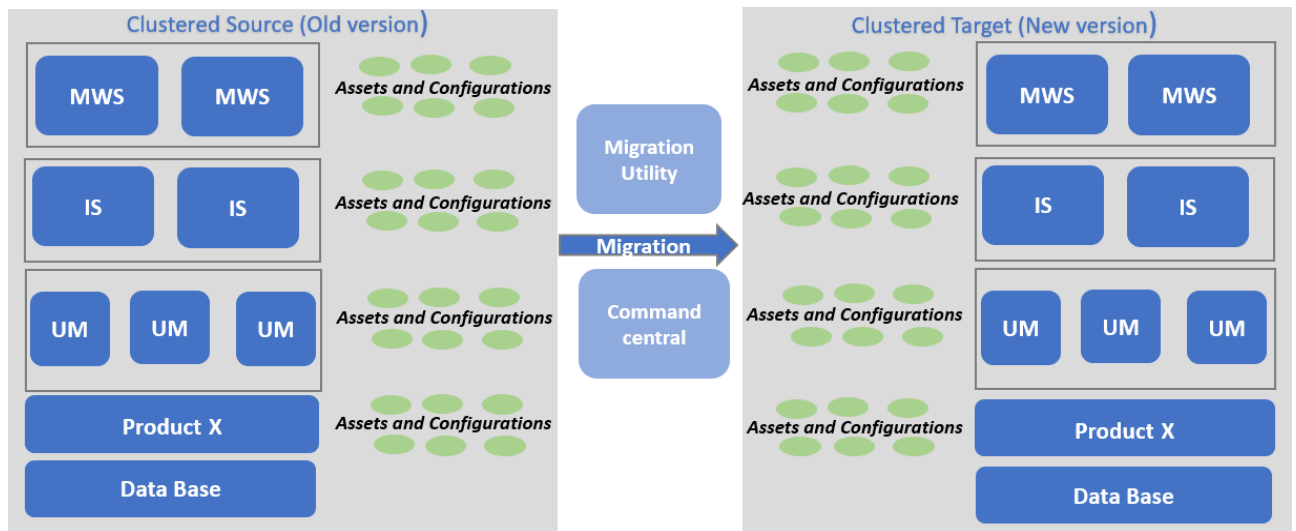 Clustered Source (Old version)
MWS
MWS
Assets and Configurations
IS
IS
Assets and Configurations
UM
UM
UM
Assets and Configurations
Product X
Assets and Configurations
Data Base
Migration
Utility
Migration
Command
central
Clustered Target (New version)
Assets and Configurations
MWS
MWS
Assets and Configurations
IS
IS
Assets and Configurations
UM
UM
UM
Assets and Configurations
Product X
Data Base